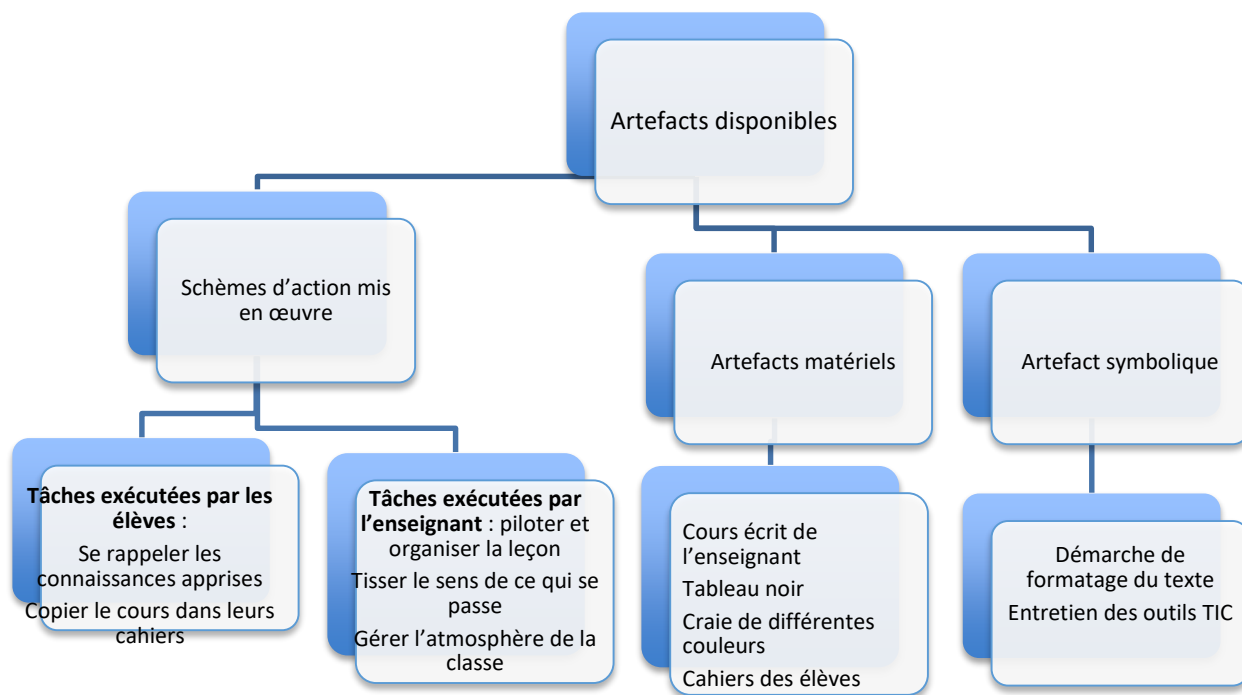 Artefacts disponibles
Schèmes d’action mis
en œuvre
Artefacts matériels
Artefact symbolique
Tâches exécutées par les
élèves :
Se rappeler les
connaissances apprises
Copier le cours dans leurs
cahiers
Tâches exécutées par
l’enseignant : piloter et
organiser la leçon
Tisser le sens de ce qui se
passe
Gérer l’atmosphère de la
classe
Cours écrit de
l’enseignant
Tableau noir
Craie de différentes
couleurs
Cahiers des élèves
Démarche de
formatage du texte
Entretien des outils TIC